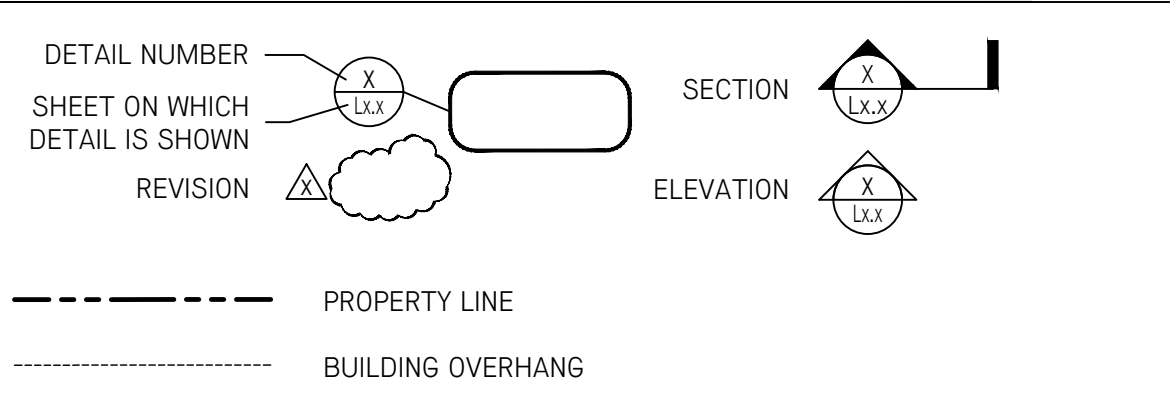 DETAIL NUMBER
X
Lx.x
SHEET ON WHICH
DETAIL IS SHOWN
REVISION
X
SECTION
X
Lx.x
ELEVATION
X
Lx.x
PROPERTY LINE
BUILDING OVERHANG